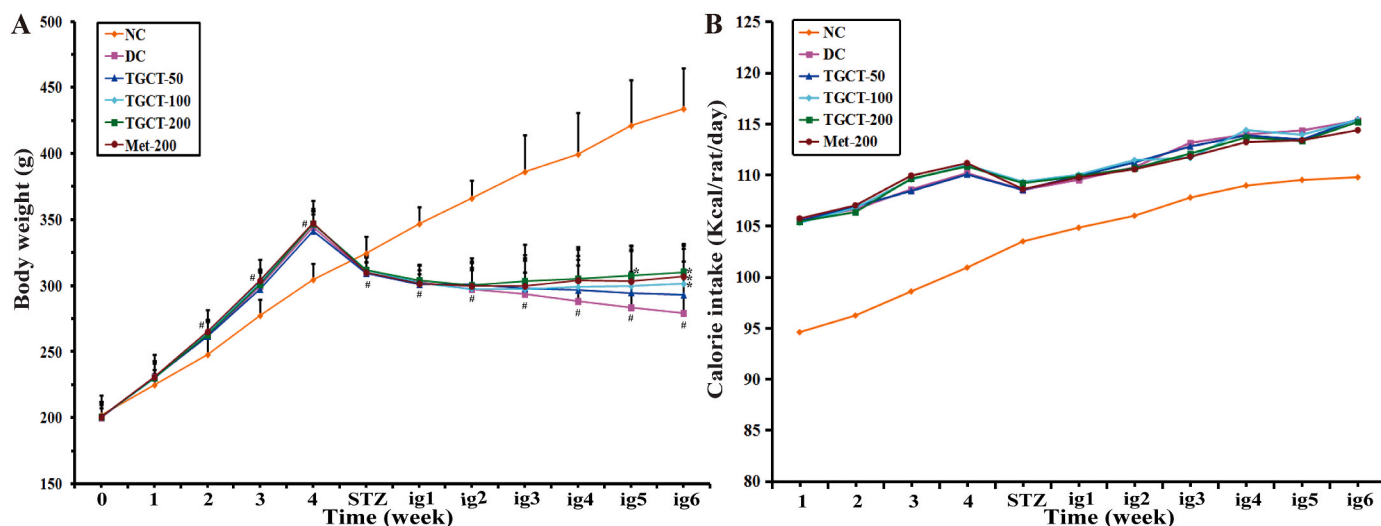 A
Body weight (g)
500
450
400
350
300
250
200
150
NC
DC
TGCT-50
TGCT-100
TGCT-200
Met-200
#
#
#
#
#
#
#
#
#
#
*
*
*
*
0 1 2 3 4 STZ ig1 ig2 ig3 ig4 ig5 ig6
Time (week)
B
Calorie intake (Kcal/rat/day)
125
120
115
110
105
100
95
90
85
80
NC
DC
TGCT-50
TGCT-100
TGCT-200
Met-200
1 2 3 4 STZ ig1 ig2 ig3 ig4 ig5 ig6
Time (week)